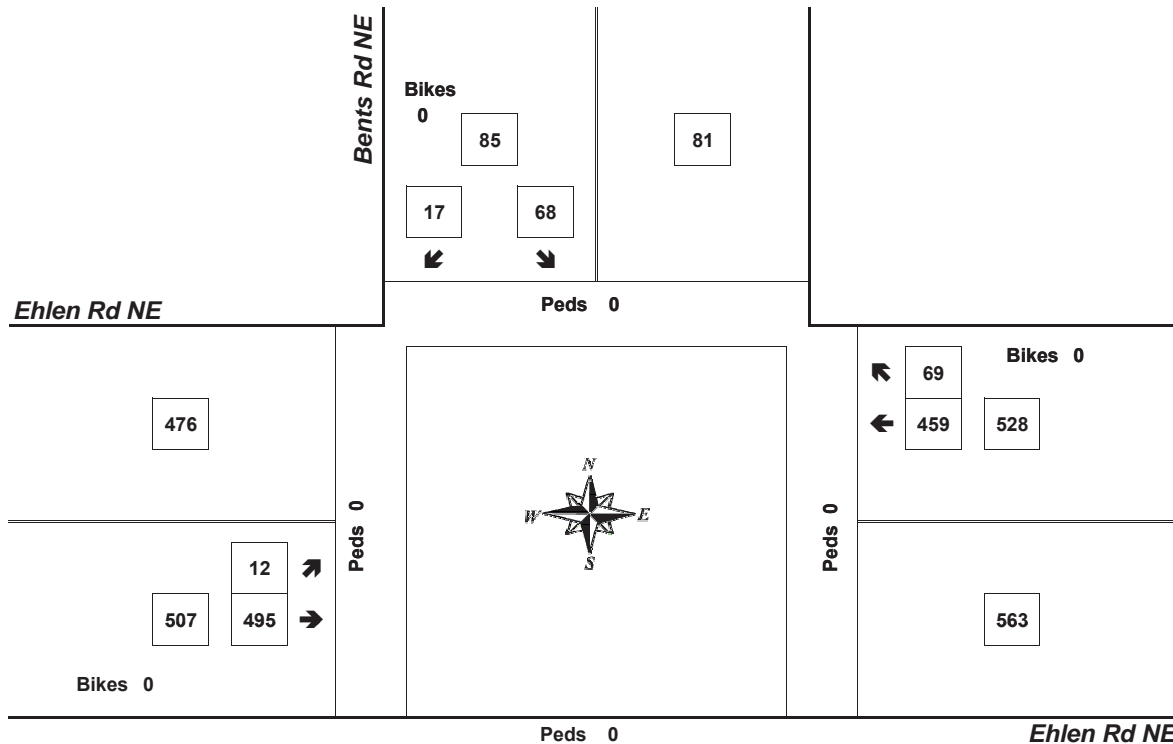 Bents Rd NE
Bikes
0
85
81
17 68
Peds 0
Ehlen Rd NE
69 Bikes 0
476
459 528
N
W E
S
Peds 0
Peds 0
12
507 495
563
Bikes 0
Peds 0
Ehlen Rd NE